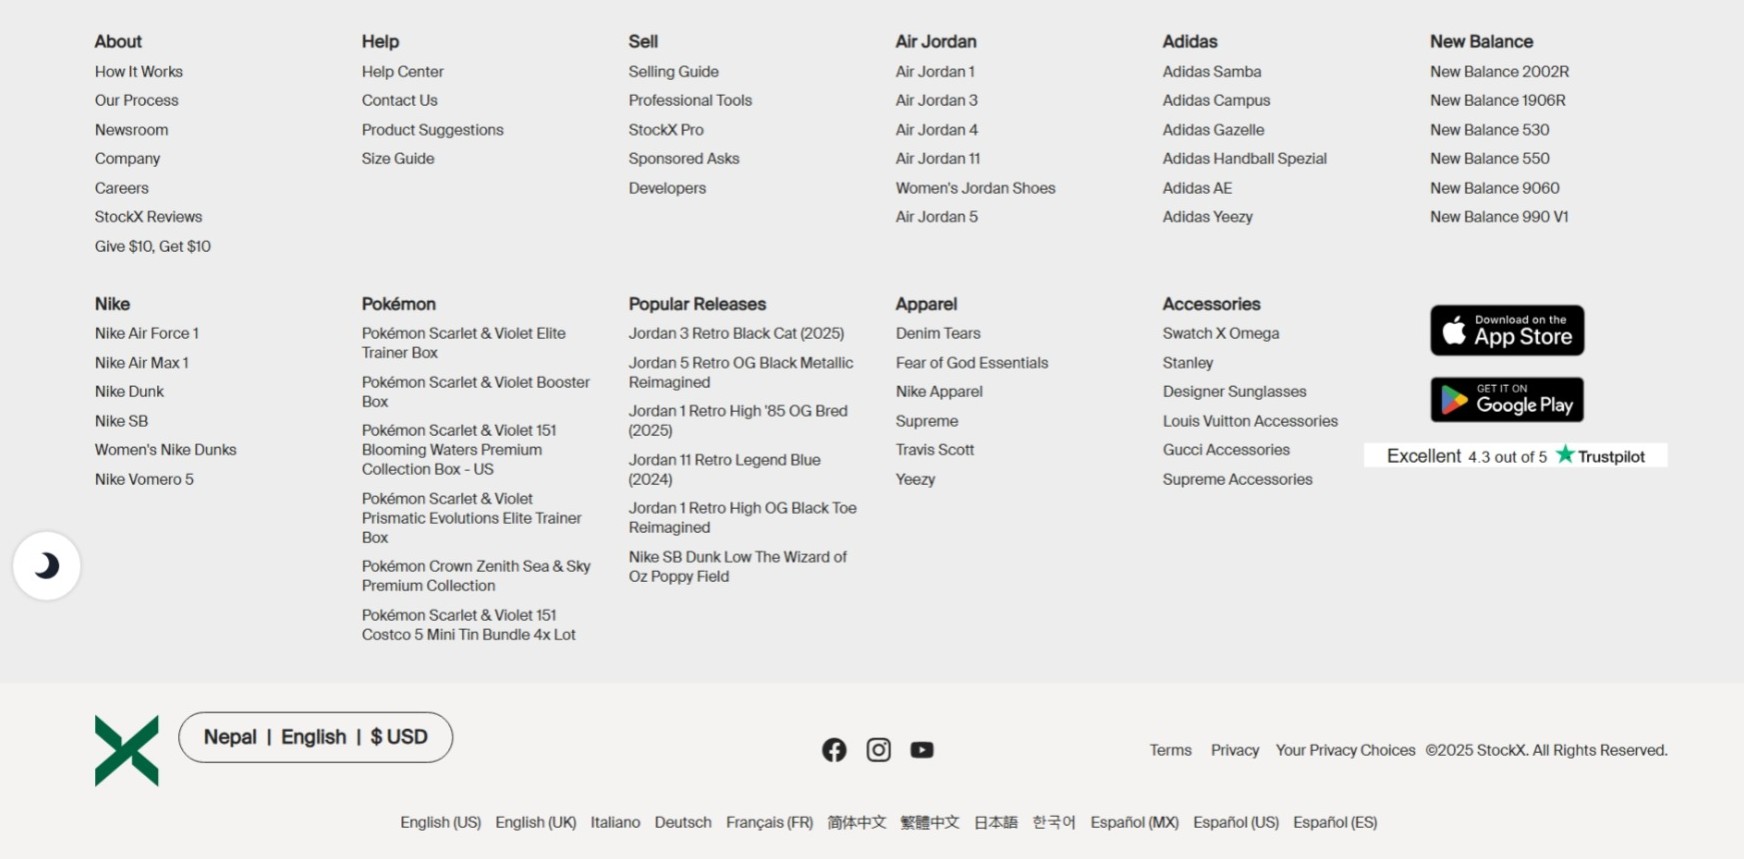 About
How It Works
Our Process
Newsroom
Company
Careers
StockX Reviews
Give $10, Get $10
Help
Help Center
Contact Us
Product Suggestions
Size Guide
Sell
Selling Guide
Professional Tools
StockX Pro
Sponsored Asks
Developers
Air Jordan
Air Jordan 1
Air Jordan 3
Air Jordan 4
Air Jordan 11
Women's Jordan Shoes
Air Jordan 5
Adidas
Adidas Samba
Adidas Campus
Adidas Gazelle
Adidas Handball Spezial
Adidas AE
Adidas Yeezy
New Balance
New Balance 2002R
New Balance 1906R
New Balance 530
New Balance 550
New Balance 9060
New Balance 990 V1
Nike
Nike Air Force 1
Nike Air Max 1
Nike Dunk
Nike SB
Women's Nike Dunks
Nike Vomero 5
Pokémon
Pokémon Scarlet & Violet Elite
Trainer Box
Pokémon Scarlet & Violet Booster
Box
Pokémon Scarlet & Violet 151
Blooming Waters Premium
Collection Box - US
Pokémon Scarlet & Violet
Prismatic Evolutions Elite Trainer
Box
Pokémon Crown Zenith Sea & Sky
Premium Collection
Pokémon Scarlet & Violet 151
Costco 5 Mini Tin Bundle 4x Lot
Popular Releases
Jordan 3 Retro Black Cat (2025)
Jordan 5 Retro OG Black Metallic
Reimagined
Jordan 1 Retro High '85 OG Bred
(2025)
Jordan 11 Retro Legend Blue
(2024)
Jordan 1 Retro High OG Black Toe
Reimagined
Nike SB Dunk Low The Wizard of
Oz Poppy Field
Apparel
Denim Tears
Fear of God Essentials
Nike Apparel
Supreme
Travis Scott
Yeezy
Accessories
Swatch X Omega
Stanley
Designer Sunglasses
Louis Vuitton Accessories
Gucci Accessories
Supreme Accessories
Download on the
App Store
GET IT ON
Google Play
Excellent 4.3 out of 5 Trustpilot
Nepal | English | $ USD
Terms Privacy Your Privacy Choices ©2025 StockX. All Rights Reserved.
English (US) English (UK) Italiano Deutsch Français (FR) 简体中文 繁體中文 日本語 한국어 Español (MX) Español (US) Español (ES)